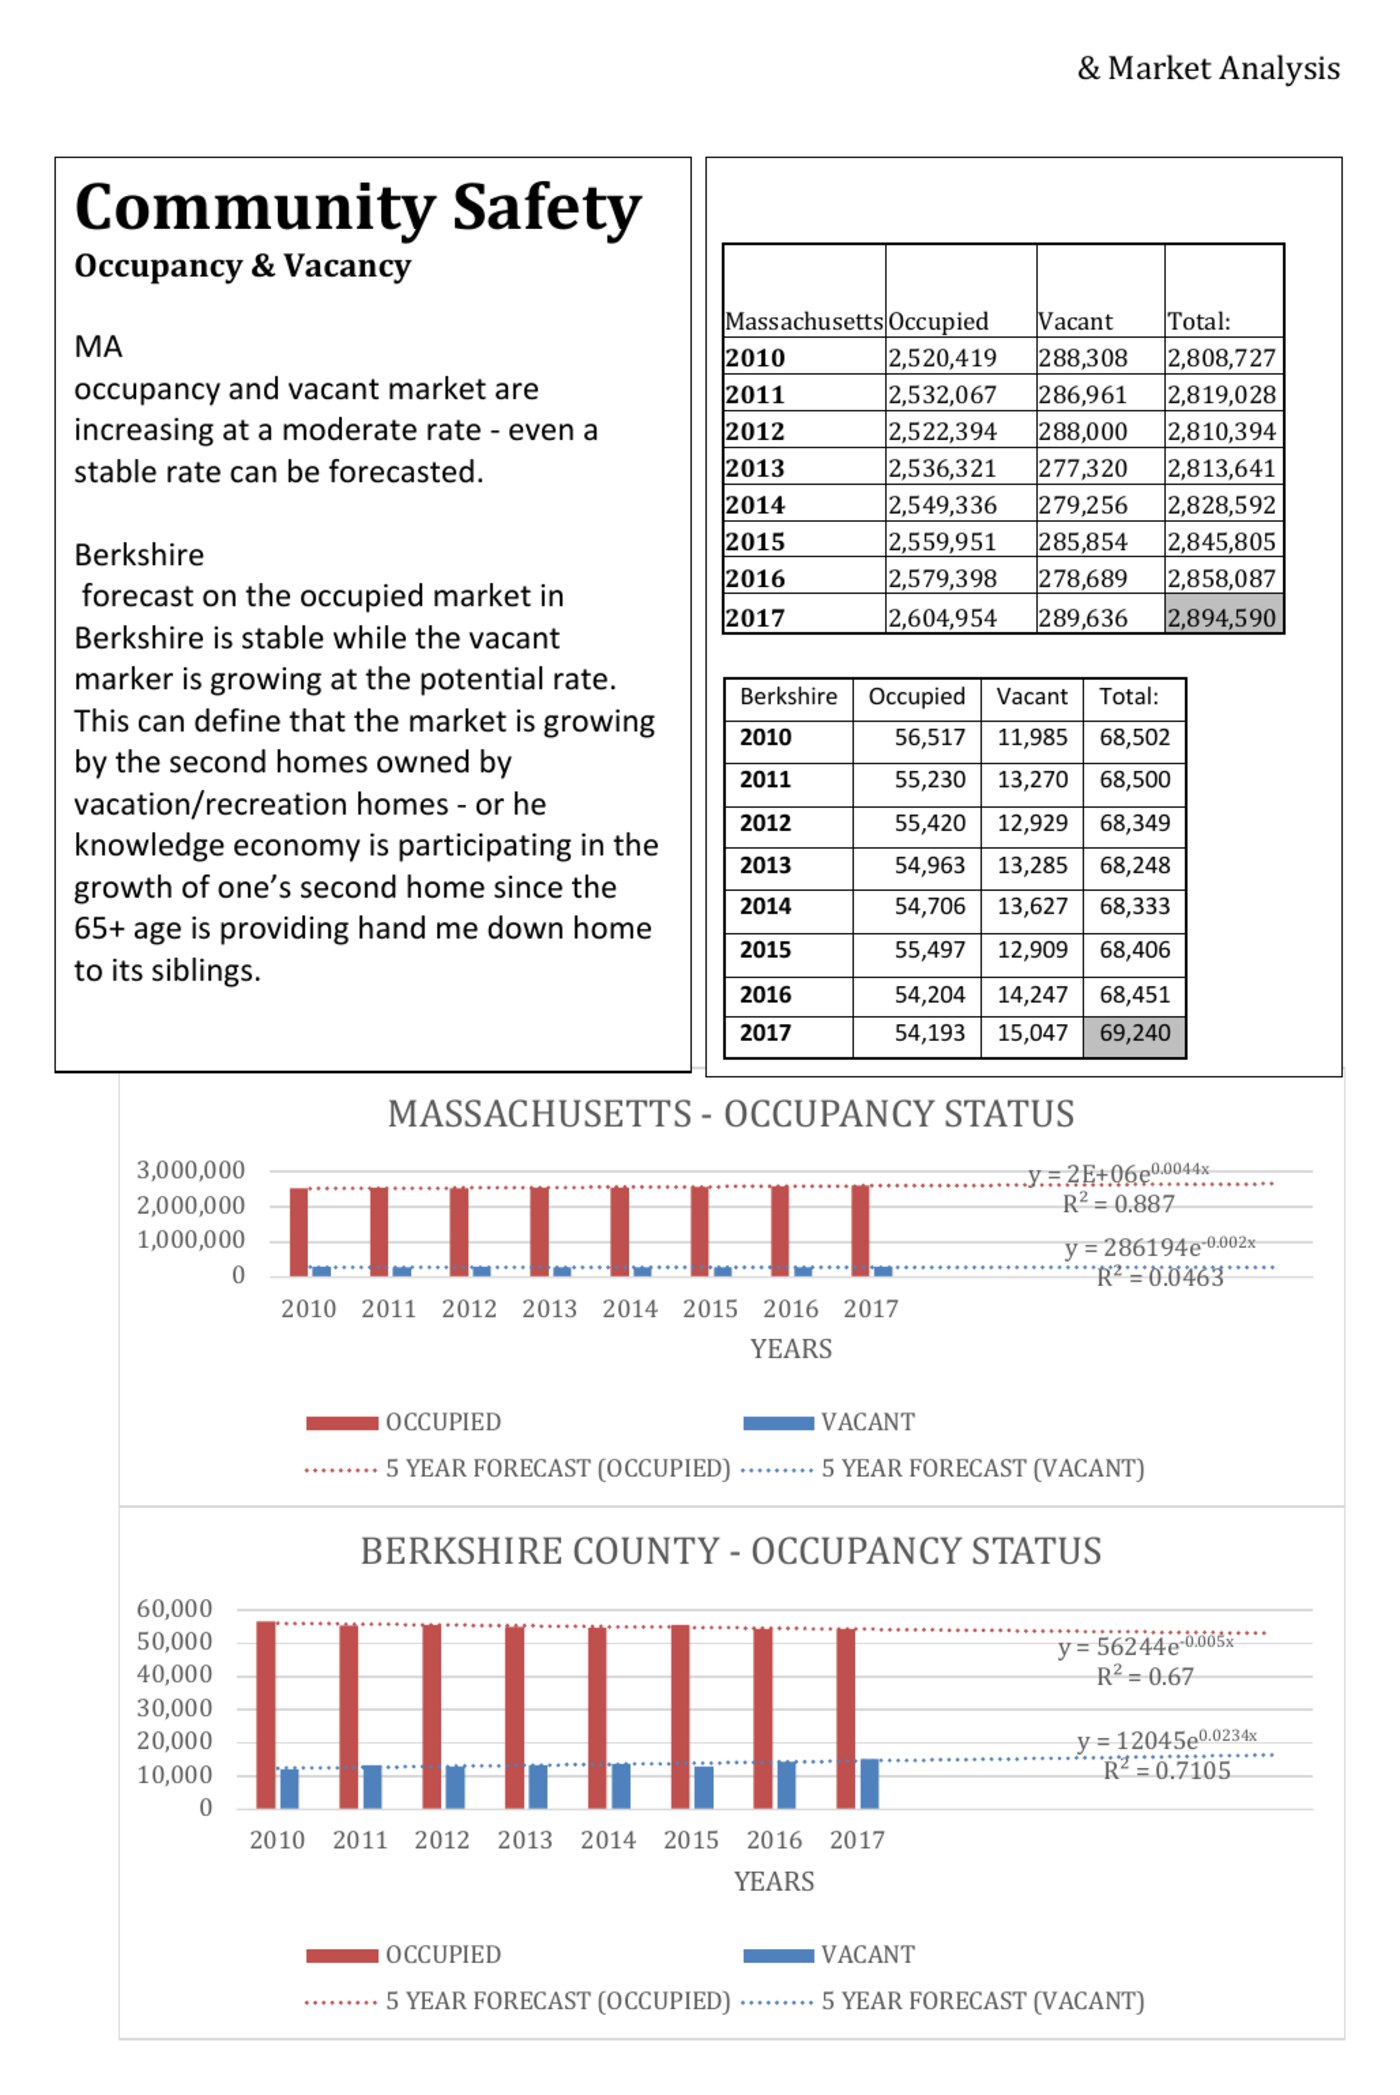 & Market Analysis
Community Safety
Occupancy & Vacancy
MA
occupancy and vacant market are
increasing at a moderate rate - even a
stable rate can be forecasted.
Berkshire
forecast on the occupied market in
Berkshire is stable while the vacant
marker is growing at the potential rate.
This can define that the market is growing
by the second homes owned by
vacation/recreation homes - or he
knowledge economy is participating in the
growth of one’s second home since the
65+ age is providing hand me down home
to its siblings.
Massachusetts Occupied Vacant Total:
2010 2,520,419 288,308 2,808,727
2011 2,532,067 286,961 2,819,028
2012 2,522,394 288,000 2,810,394
2013 2,536,321 277,320 2,813,641
2014 2,549,336 279,256 2,828,592
2015 2,559,951 285,854 2,845,805
2016 2,579,398 278,689 2,858,087
2017 2,604,954 289,636 2,894,590
Berkshire Occupied Vacant Total:
2010 56,517 11,985 68,502
2011 55,230 13,270 68,500
2012 55,420 12,929 68,349
2013 54,963 13,285 68,248
2014 54,706 13,627 68,333
2015 55,497 12,909 68,406
2016 54,204 14,247 68,451
2017 54,193 15,047 69,240
MASSACHUSETTS - OCCUPANCY STATUS
3,000,000
2,000,000
1,000,000
0
y = 2E+06e^0.0044x
R² = 0.887
y = 286194e^-0.002x
R² = 0.0463
2010 2011 2012 2013 2014 2015 2016 2017
YEARS
OCCUPIED VACANT
5 YEAR FORECAST (OCCUPIED) 5 YEAR FORECAST (VACANT)
BERKSHIRE COUNTY - OCCUPANCY STATUS
60,000
50,000
40,000
30,000
20,000
10,000
0
y = 56244e^-0.005x
R² = 0.67
y = 12045e^0.0234x
R² = 0.7105
2010 2011 2012 2013 2014 2015 2016 2017
YEARS
OCCUPIED VACANT
5 YEAR FORECAST (OCCUPIED) 5 YEAR FORECAST (VACANT)